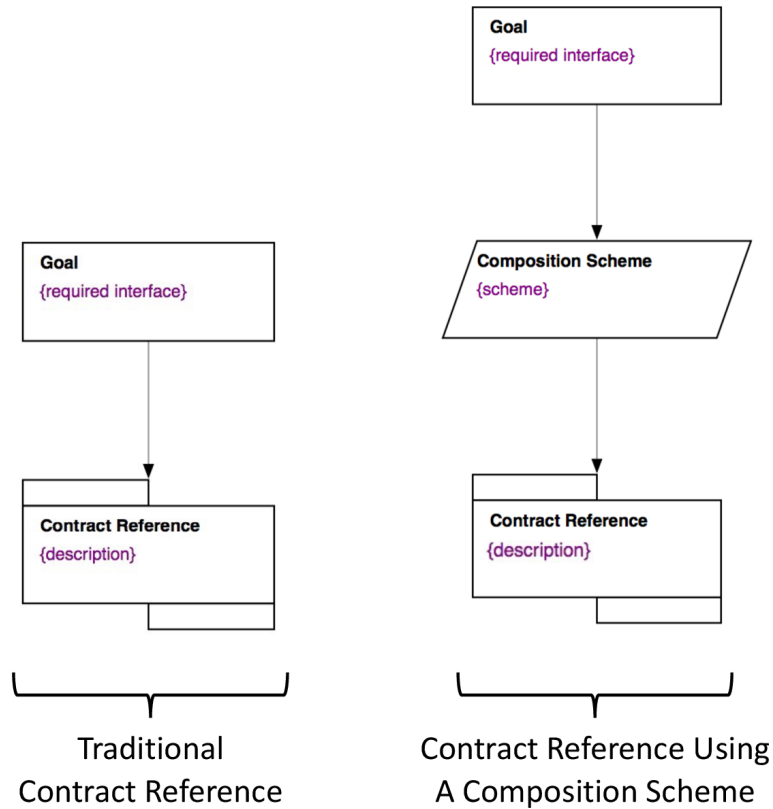 Goal
{required interface}
Contract Reference
{description}
Traditional
Contract Reference
Goal
{required interface}
Composition Scheme
{scheme}
Contract Reference
{description}
Contract Reference Using
A Composition Scheme